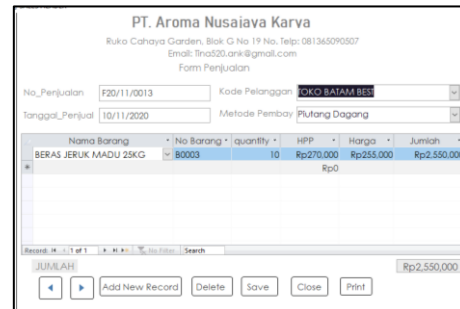 PT. Aroma Nusajaya Karya
Ruko Cahaya Garden, Blok G No 19 No. Telp: 081365090507
Email: Tina520.ank@gmail.com
Form Penjualan
No_Penjualan F20/11/0013 Kode Pelanggan TOKO BATAM BEST
Tanggal_Penjual 10/11/2020 Metode Pembay Piutang Dagang
Nama Barang No Barang quantity HPP Harga Jumlah
BERAS JERUK MADU 25KG B0003 10 Rp270.000 Rp255.000 Rp2,550,00
Rp0
Record: 1 of 1 No Filter Search
JUMLAH Rp2,550,000
Add New Record Delete Save Close Print